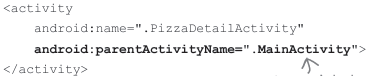 <activity
android:name=".PizzaDetailActivity"
android:parentActivityName=".MainActivity">
</activity>